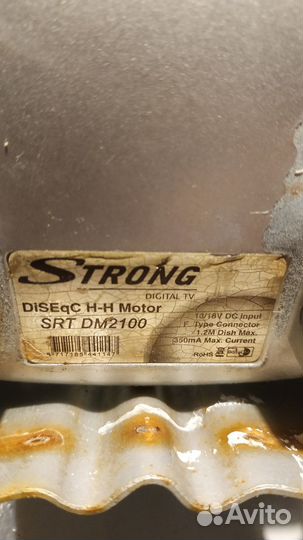 STRONG
DIGITAL TV
DiSEqC H-H Motor
SRT DM2100
13/18V DC Input
F Type Connector
1.2M Dish Max.
350mA Max. Current
RoHS
Avito